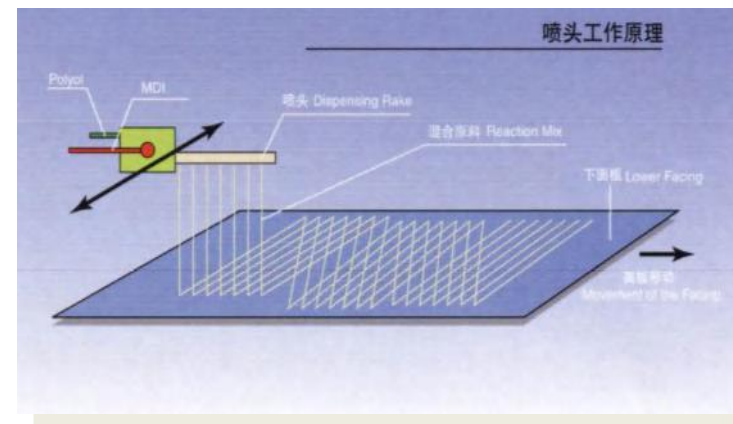 喷头工作原理
Polyol
MDI
喷头 Dispensing Rake
混合原料 Reaction Mix
下面板 Lower Facing
面板移动
Movement of the Facing